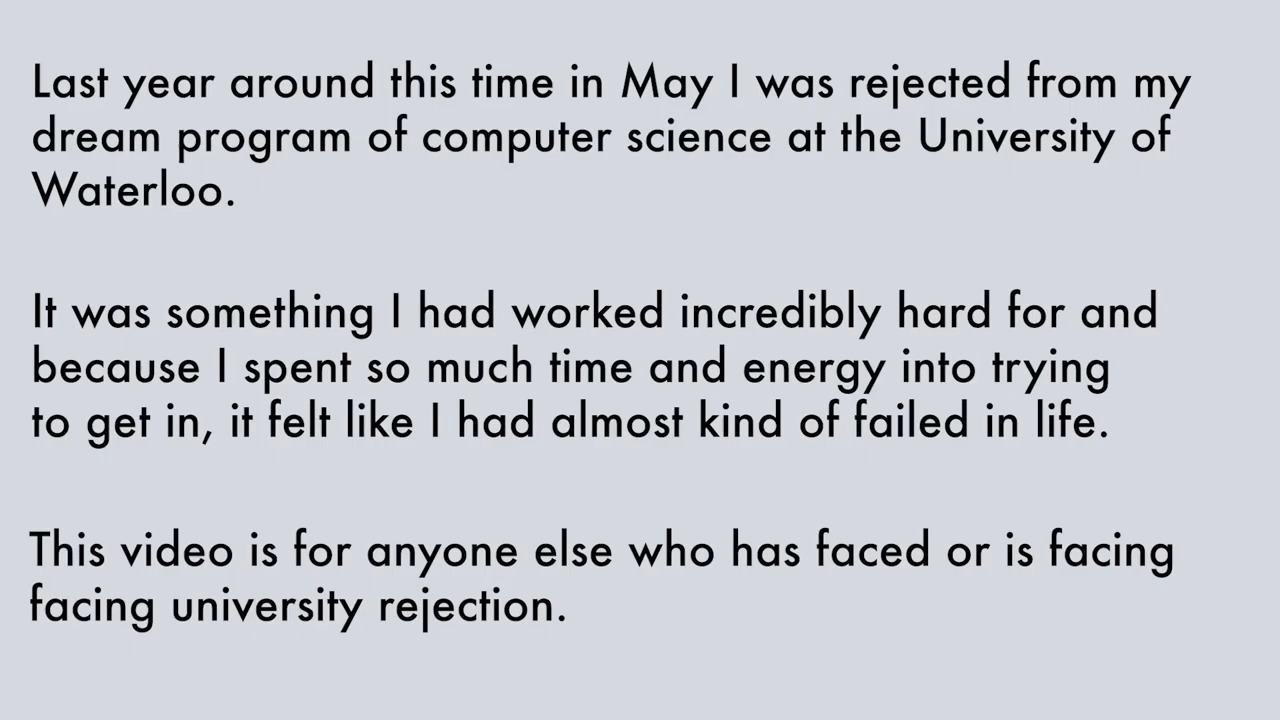 Last year around this time in May I was rejected from my
dream program of computer science at the University of
Waterloo.
It was something I had worked incredibly hard for and
because I spent so much time and energy into trying
to get in, it felt like I had almost kind of failed in life.
This video is for anyone else who has faced or is facing
facing university rejection.